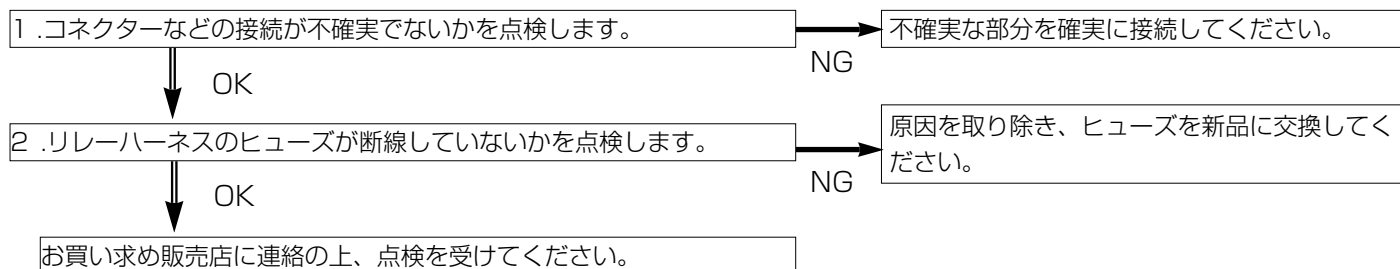 1 .コネクターなどの接続が不確実でないかを点検します。
不確実な部分を確実に接続してください。
NG
OK
2 .リレーハーネスのヒューズが断線していないかを点検します。
原因を取り除き、ヒューズを新品に交換してく
ださい。
NG
OK
お買い求め販売店に連絡の上、点検を受けてください。